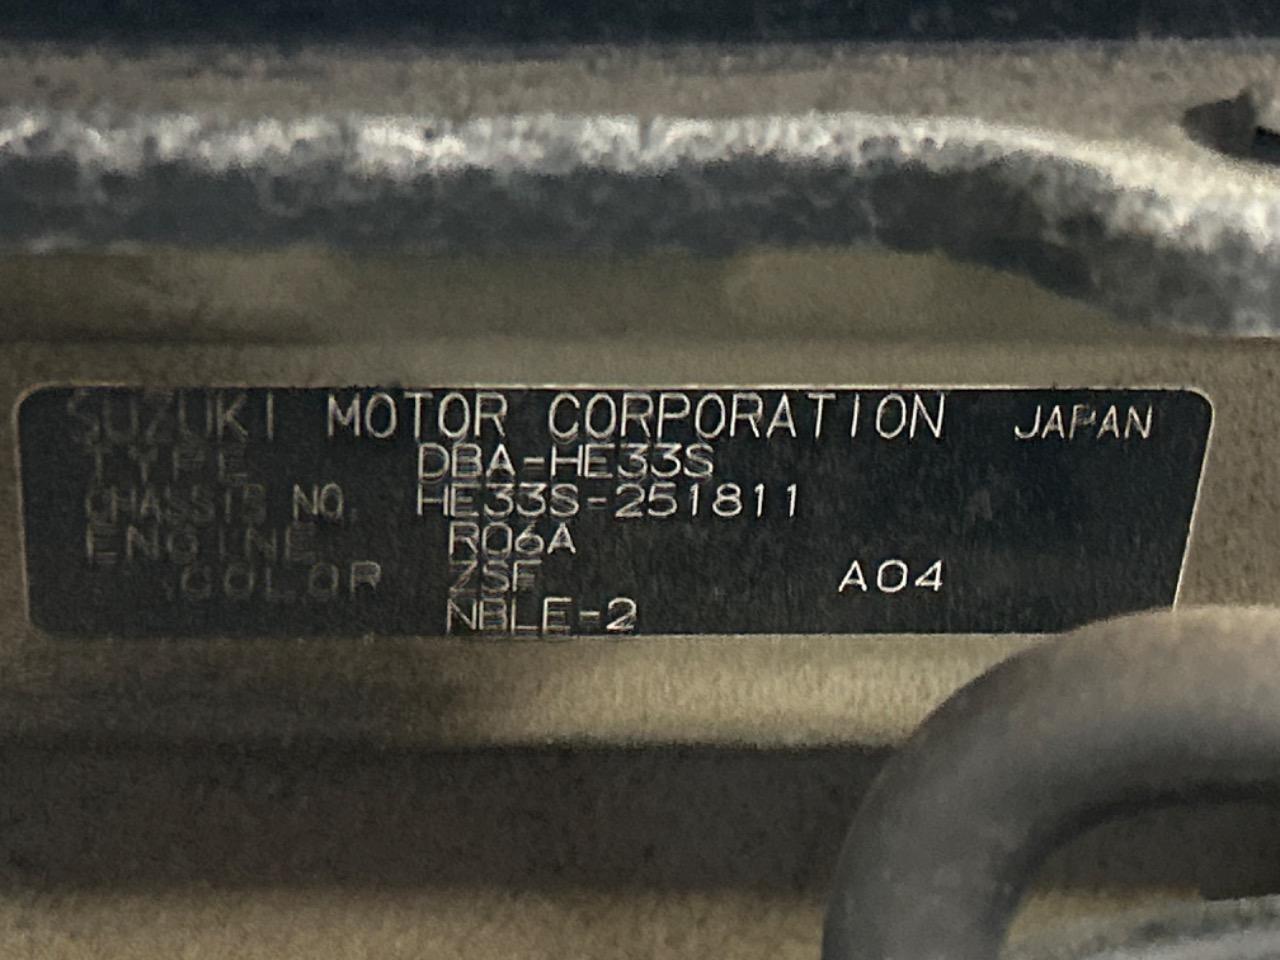 SUZUKI MOTOR CORPORATION JAPAN
TYPE DBA-HE33S
CHASSIS NO. HE33S-251811
ENGINE R06A
COLOR ZSF A04
NBLE-2